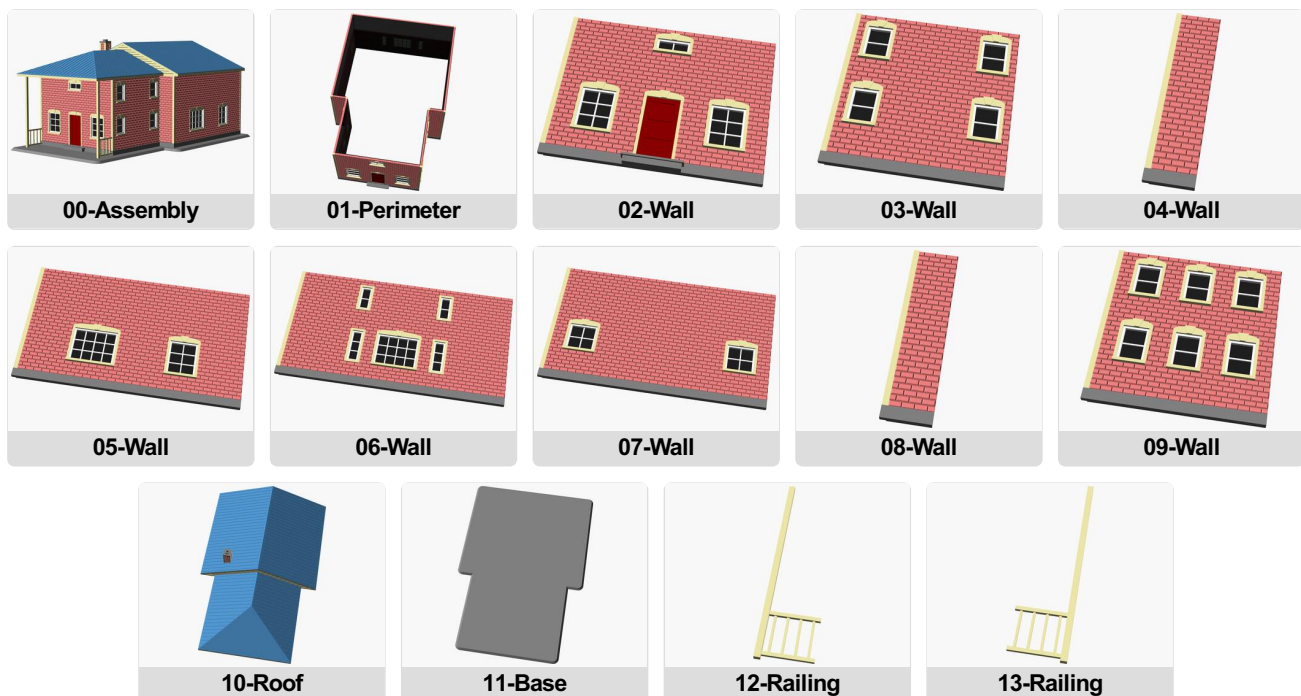 00-Assembly
01-Perimeter
02-Wall
03-Wall
04-Wall
05-Wall
06-Wall
07-Wall
08-Wall
09-Wall
10-Roof
11-Base
12-Railing
13-Railing